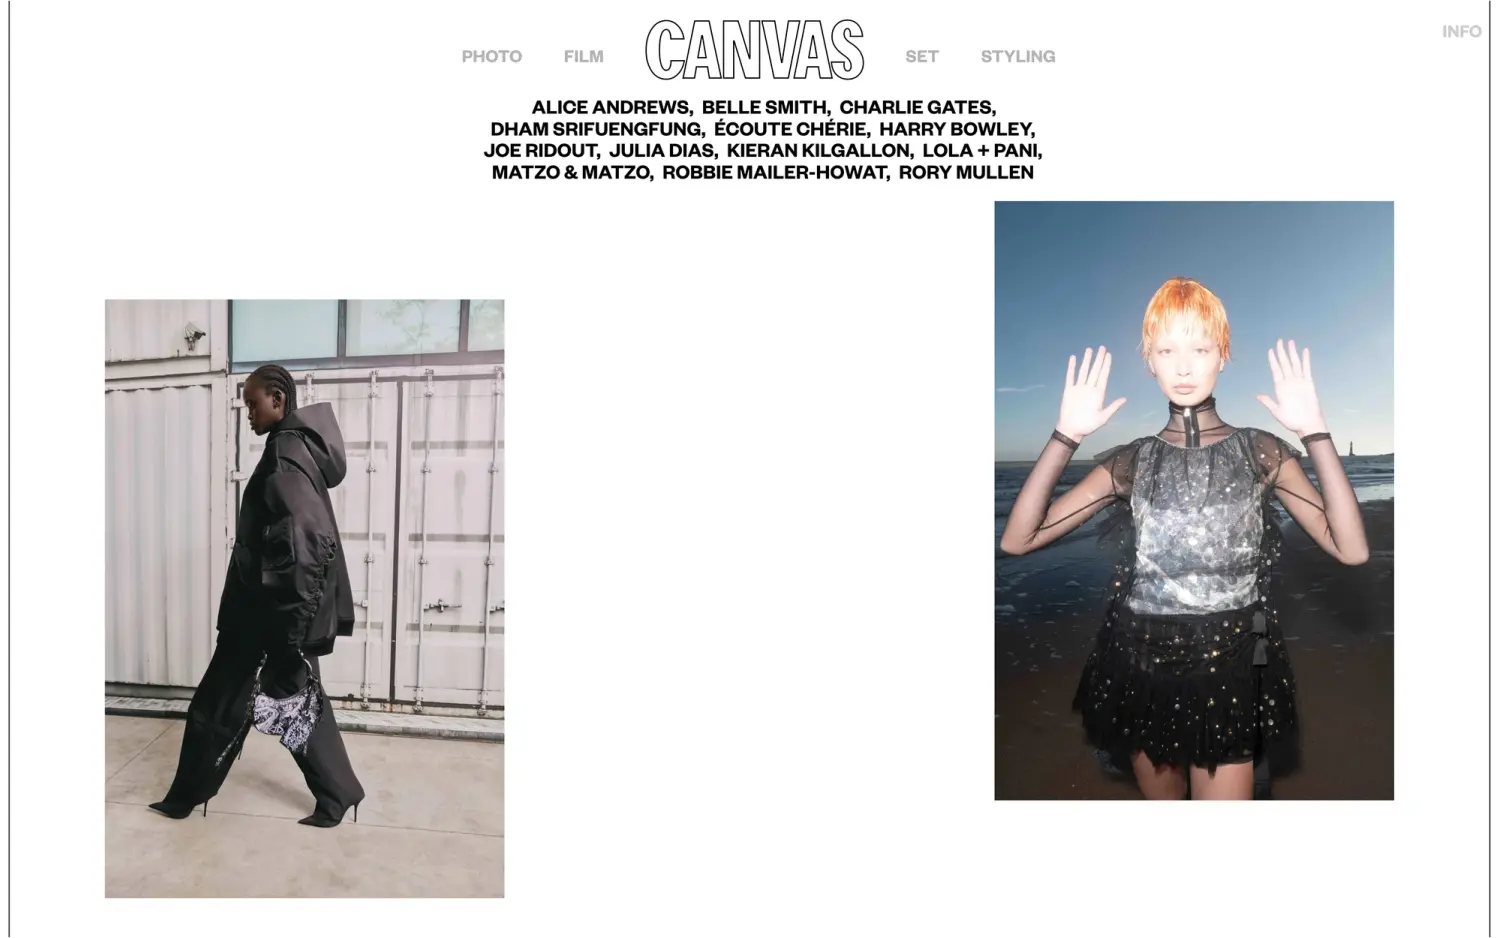 PHOTO FILM CANVAS SET STYLING INFO
ALICE ANDREWS, BELLE SMITH, CHARLIE GATES,
DHAM SRIFUENGFUNG, ÉCOUTE CHÉRIE, HARRY BOWLEY,
JOE RIDOUT, JULIA DIAS, KIERAN KILGALLON, LOLA + PANI,
MATZO & MATZO, ROBBIE MAILER-HOWAT, RORY MULLEN